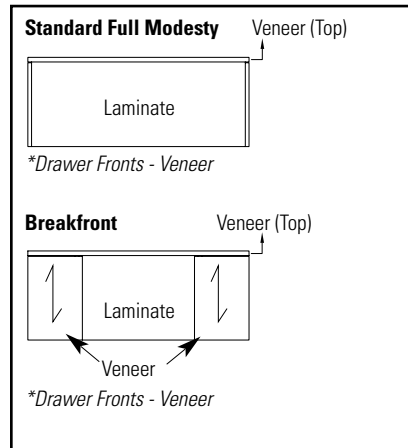 Standard Full Modesty Veneer (Top)
Laminate
*Drawer Fronts - Veneer
Breakfront Veneer (Top)
Laminate
Veneer
*Drawer Fronts - Veneer